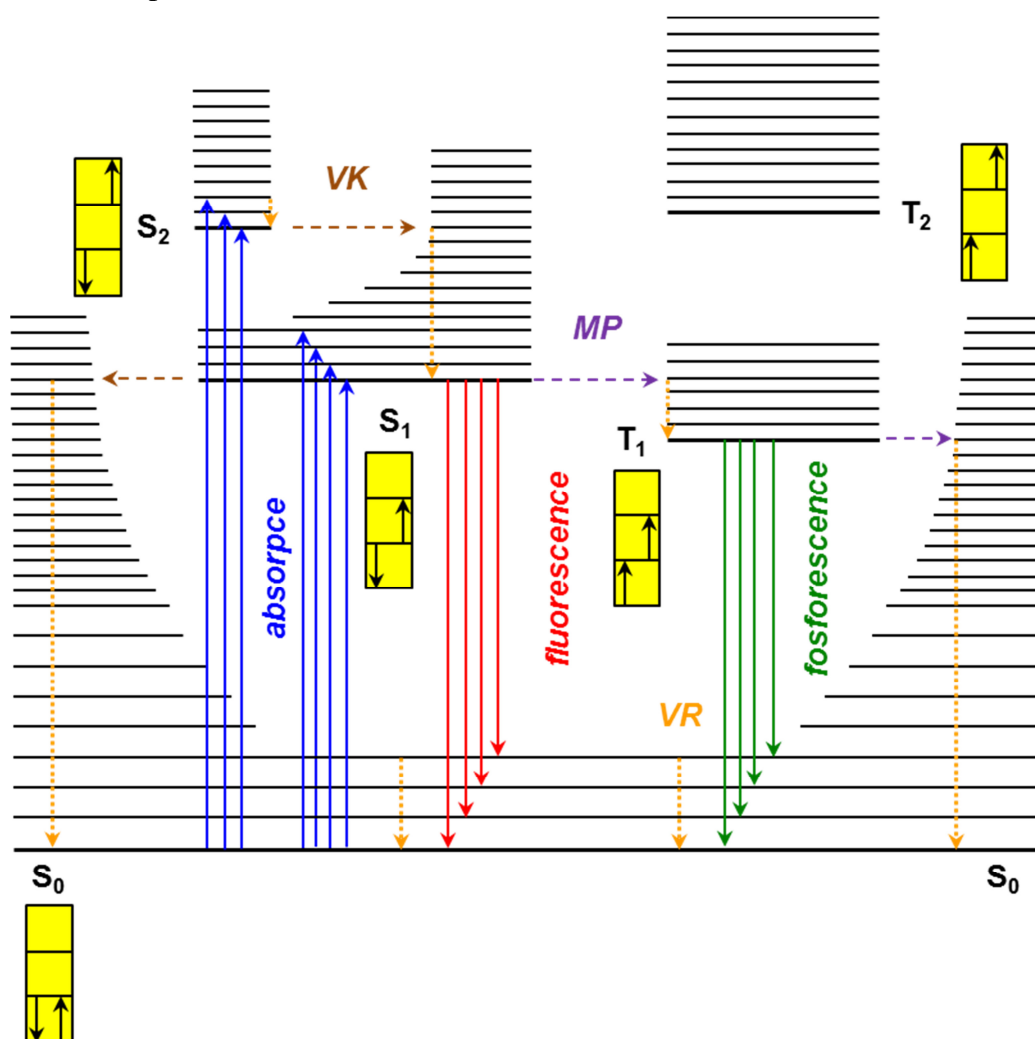 VK
S₂
T₂
MP
S₁
T₁
absorpce
fluorescence
fosforescence
VR
S₀
S₀